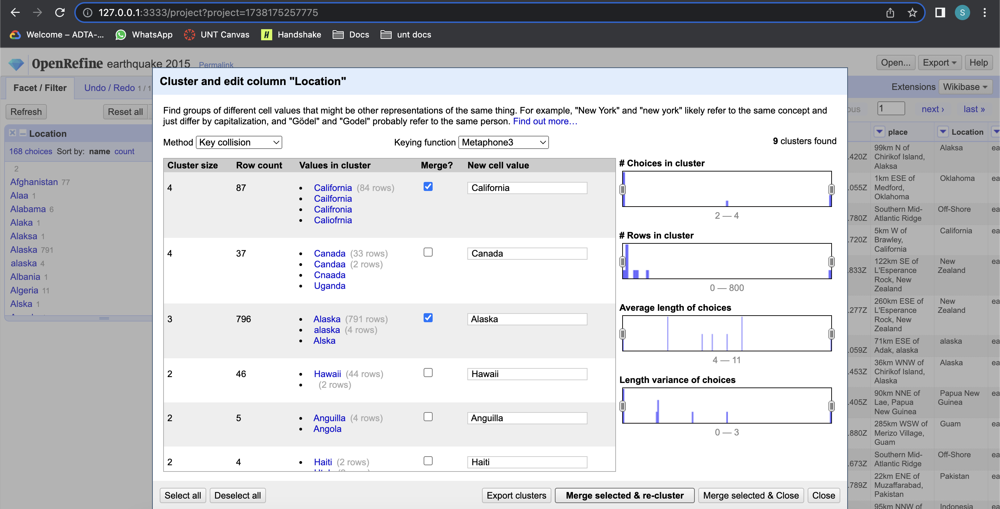 127.0.0.1:3333/project?project=1738175257775
S
Welcome – ADTA-...
WhatsApp
UNT Canvas
H Handshake
Docs
unt docs
OpenRefine earthquake 2015 Permalink
Open... Export Help
Facet / Filter
Undo / Redo 1 / 1
Extensions Wikibase
Refresh
Reset all
1 next › last »
Location
168 choices Sort by: name count
2
Afghanistan 77
Alaa 1
Alabama 6
Alaka 1
Alaksa 1
Alaska 791
alaska 4
Albania 1
Algeria 11
Alska 1
Cluster and edit column "Location"
Find groups of different cell values that might be other representations of the same thing. For example, "New York" and "new york" likely refer to the same concept and
just differ by capitalization, and "Gödel" and "Godel" probably refer to the same person. Find out more...
Method Key collision
Keying function Metaphone3
9 clusters found
Cluster size Row count Values in cluster Merge? New cell value
4 87 • California (84 rows) California
• Cailfornia
• Califronia
• Caliofrnia
4 37 • Canada (33 rows) Canada
• Candaa (2 rows)
• Cnaada
• Uganda
3 796 • Alaska (791 rows) Alaska
• alaska (4 rows)
• Alska
2 46 • Hawaii (44 rows) Hawaii
• (2 rows)
2 5 • Anguilla (4 rows) Anguilla
• Angola
2 4 • Haiti (2 rows) Haiti
# Choices in cluster
2 — 4
# Rows in cluster
0 — 800
Average length of choices
4 — 11
Length variance of choices
0 — 3
Select all
Deselect all
Export clusters
Merge selected & re-cluster
Merge selected & Close
Close
place Location
99km N of Alaksa ea
.420Z Chirikof Island,
Alaksa
1km ESE of Oklahoma ea
.055Z Medford,
Oklahoma
Southern Mid- Off-Shore ea
.780Z Atlantic Ridge
5km W of California ea
.720Z Brawley,
California
122km SE of New ea
.833Z L'Esperance Zealand
Rock, New
Zealand
260km ESE of New ea
.277Z L'Esperance Zealand
Rock, New
Zealand
71km ESE of alaska ea
.059Z Adak, alaska
36km WNW of Alaska ea
.453Z Chirikof Island,
Alaska
90km NNE of Papua New ea
.405Z Lae, Papua Guinea
New Guinea
285km WSW of Guam ea
.880Z Merizo Village,
Guam
Southern Mid- Off-Shore ea
.673Z Atlantic Ridge
22km ENE of Pakistan ea
.789Z Muzaffarabad,
Pakistan
95km NNW of Indonesia ea